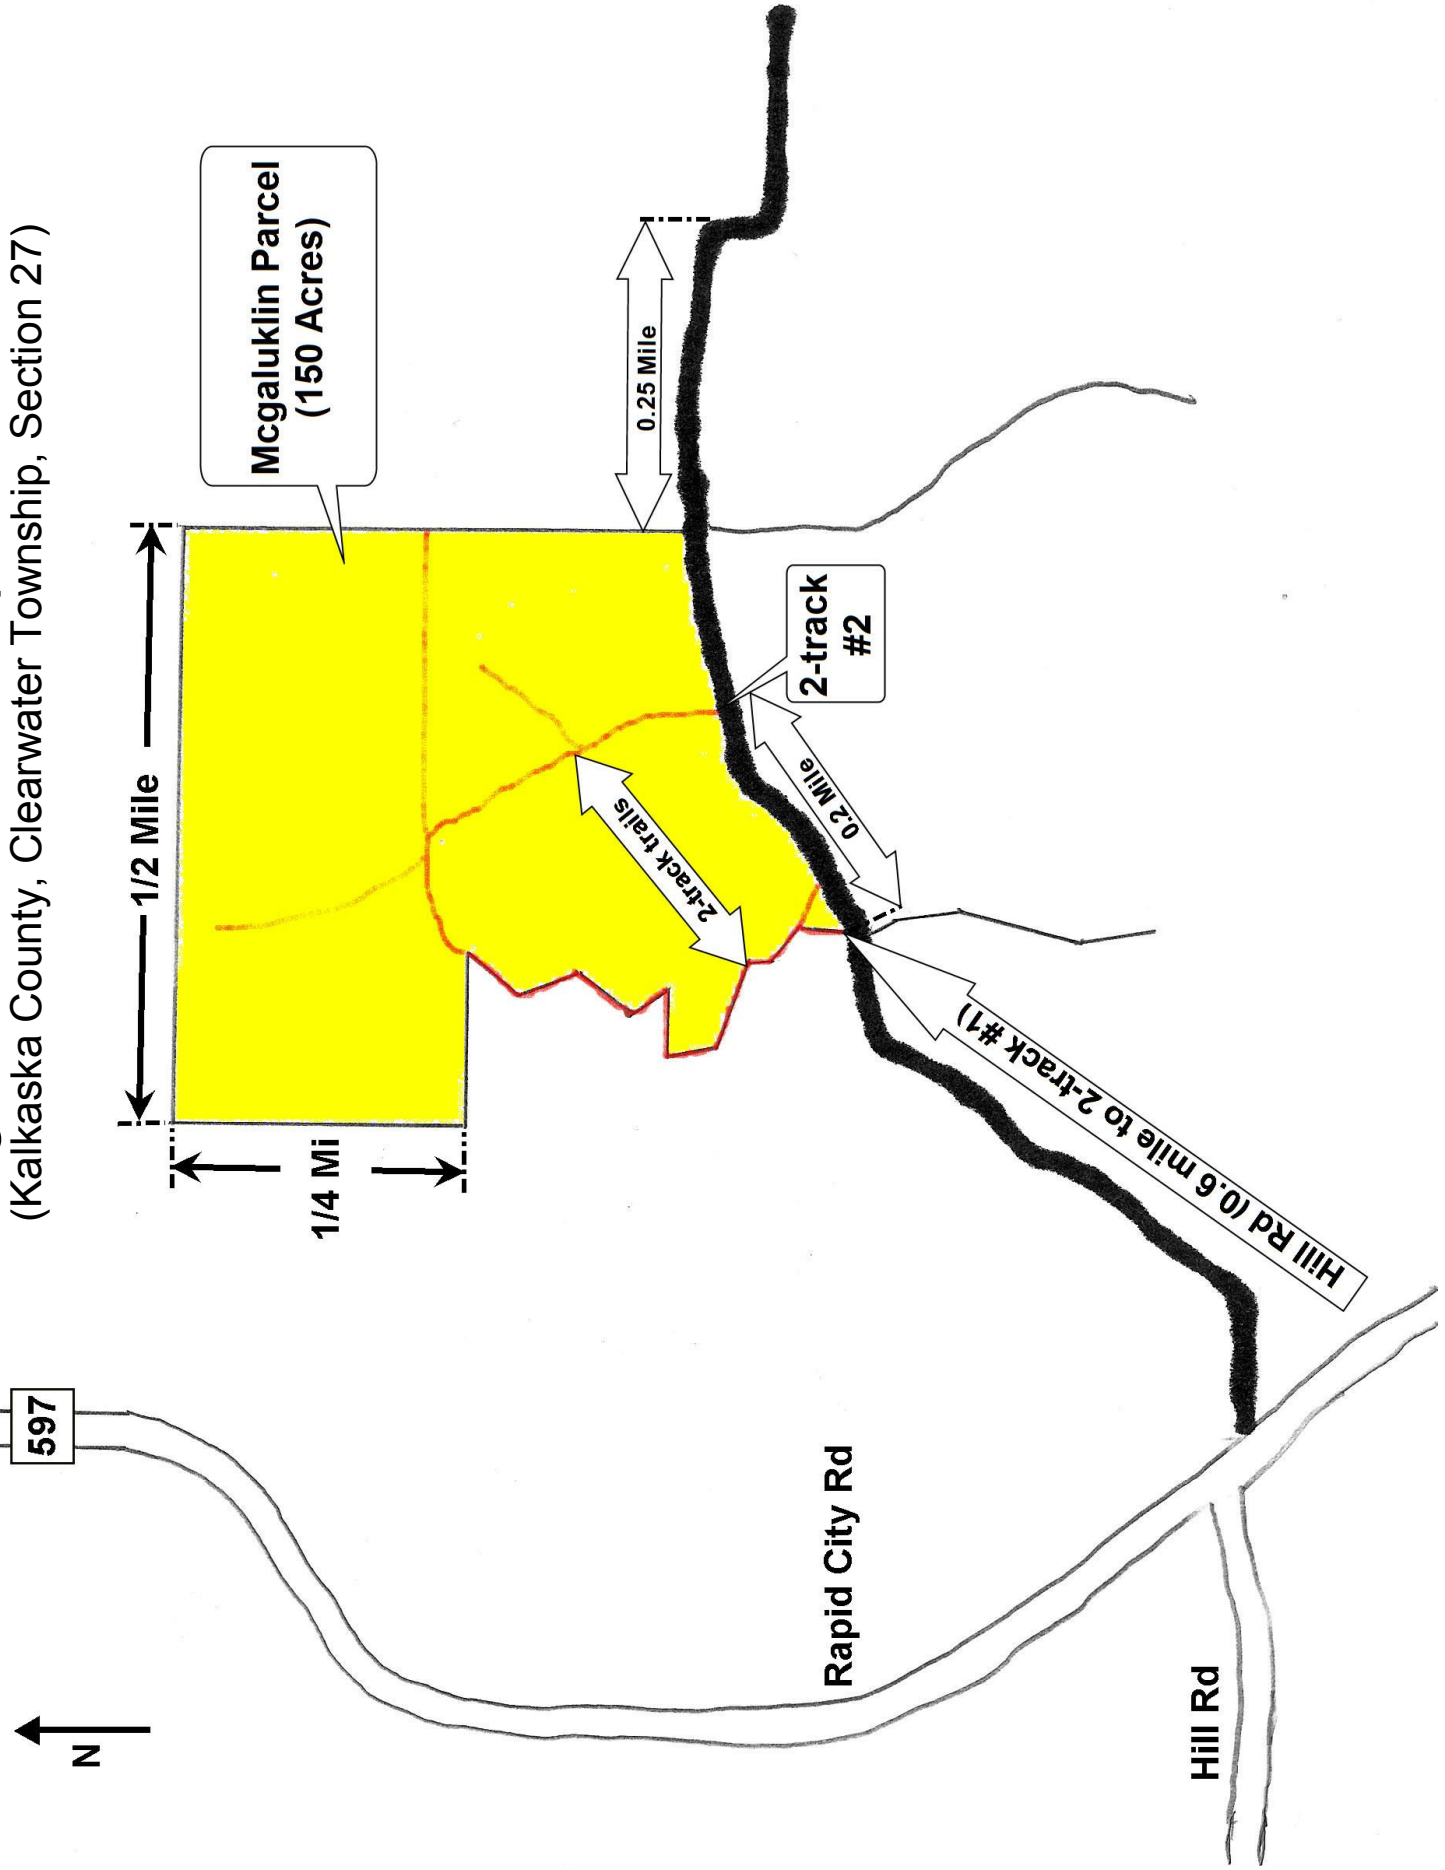 (Kalkaska County, Clearwater Township, Section 27)
597
N
1/2 Mile
1/4 Mi
Mcgaluklin Parcel
(150 Acres)
0.25 Mile
2-track trails
2-track
#2
0.2 Mile
Hill Rd (0.6 mile to 2-track #1)
Rapid City Rd
Hill Rd